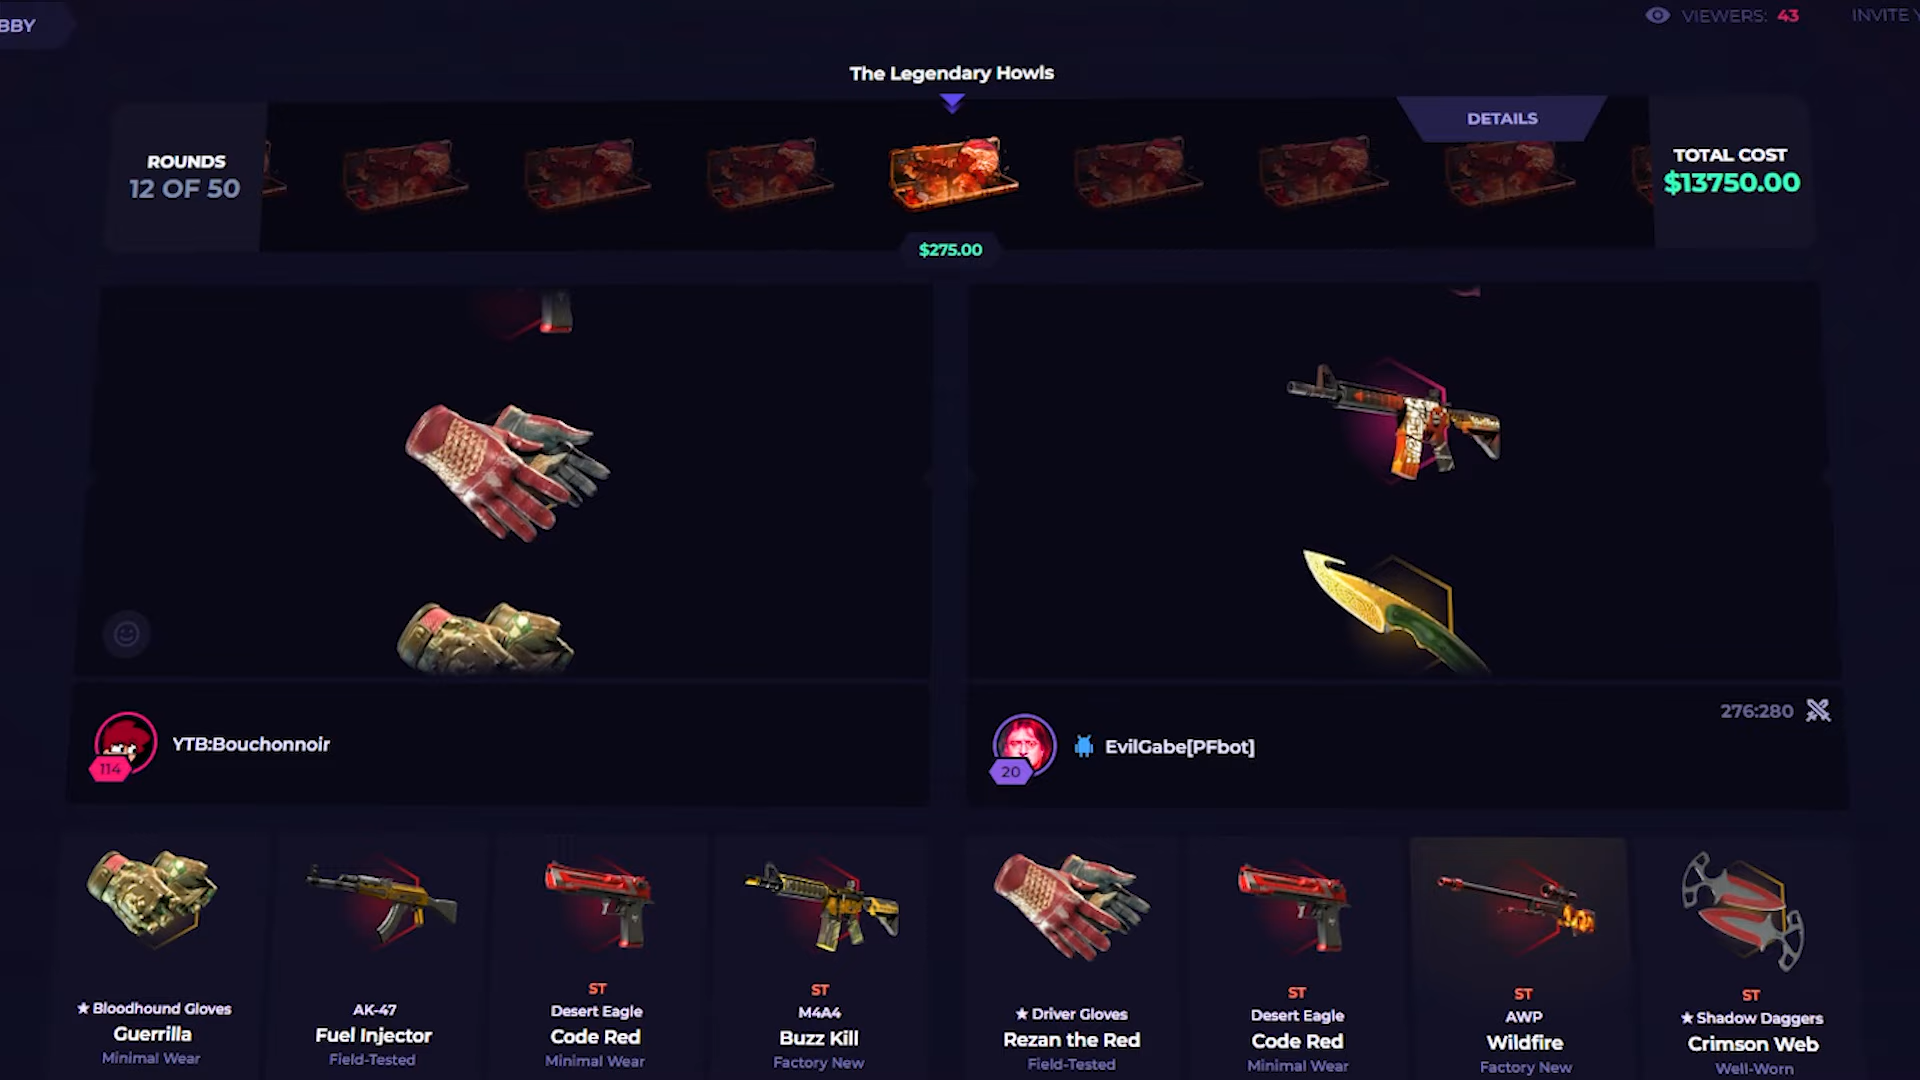 BBY
VIEWERS: 43
INVITE Y
The Legendary Howls
DETAILS
ROUNDS
12 OF 50
TOTAL COST
$13750.00
$275.00
276:280
114
YTB:Bouchonnoir
20
EvilGabe[PFbot]
★ Bloodhound Gloves
Guerrilla
Minimal Wear
AK-47
Fuel Injector
Field-Tested
ST
Desert Eagle
Code Red
Minimal Wear
ST
M4A4
Buzz Kill
Factory New
★ Driver Gloves
Rezan the Red
Field-Tested
ST
Desert Eagle
Code Red
Minimal Wear
ST
AWP
Wildfire
Factory New
ST
★ Shadow Daggers
Crimson Web
Well-Worn